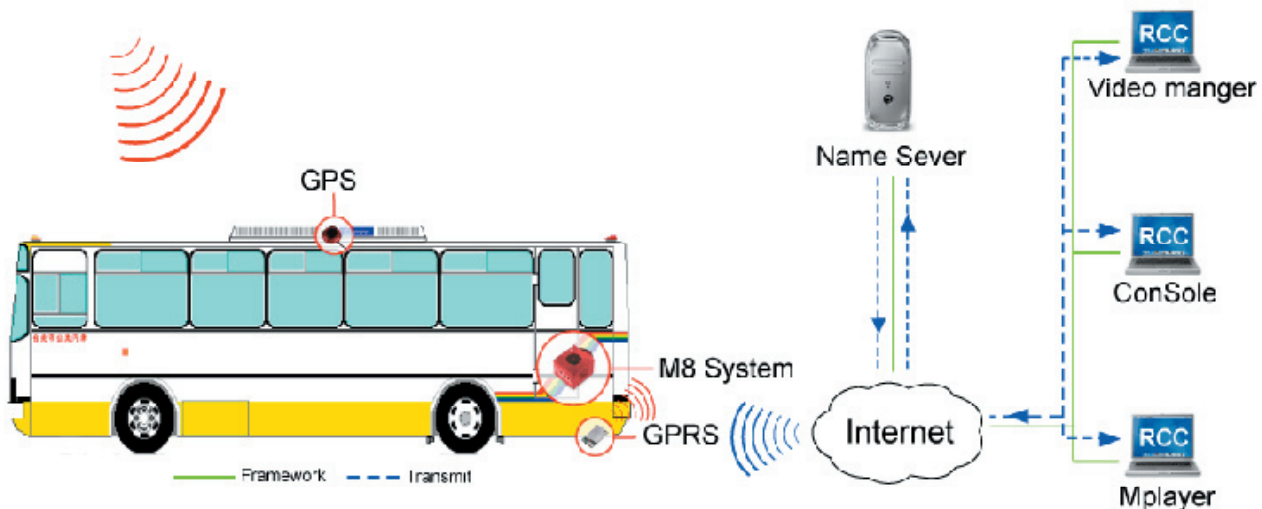 RCC
Video manger
Name Sever
GPS
RCC
ConSole
M8 System
GPRS
Internet
RCC
Mplayer
Framework
Transmit